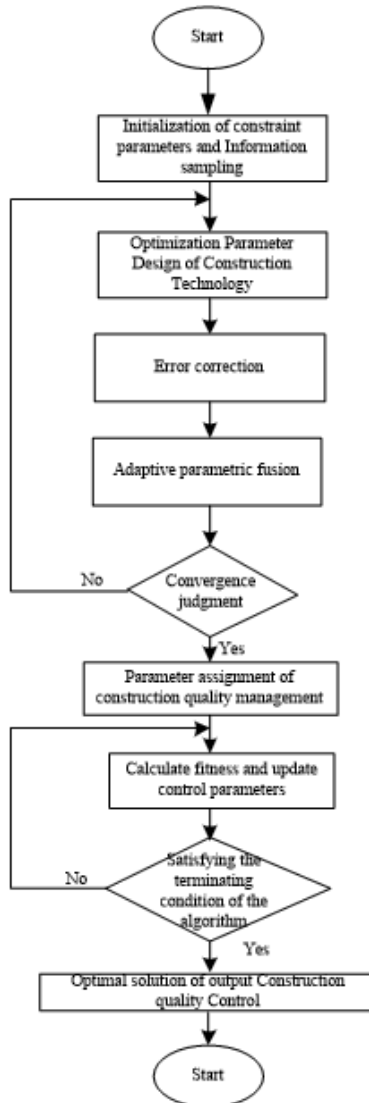 Start
Initialization of constraint
parameters and Information
sampling
Optimization Parameter
Design of Construction
Technology
Error correction
Adaptive parametric fusion
No
Convergence
judgment
Yes
Parameter assignment of
construction quality management
Calculate fitness and update
control parameters
No
Satisfying the
terminating
condition of the
algorithm
Yes
Optimal solution of output Construction
quality Control
Start